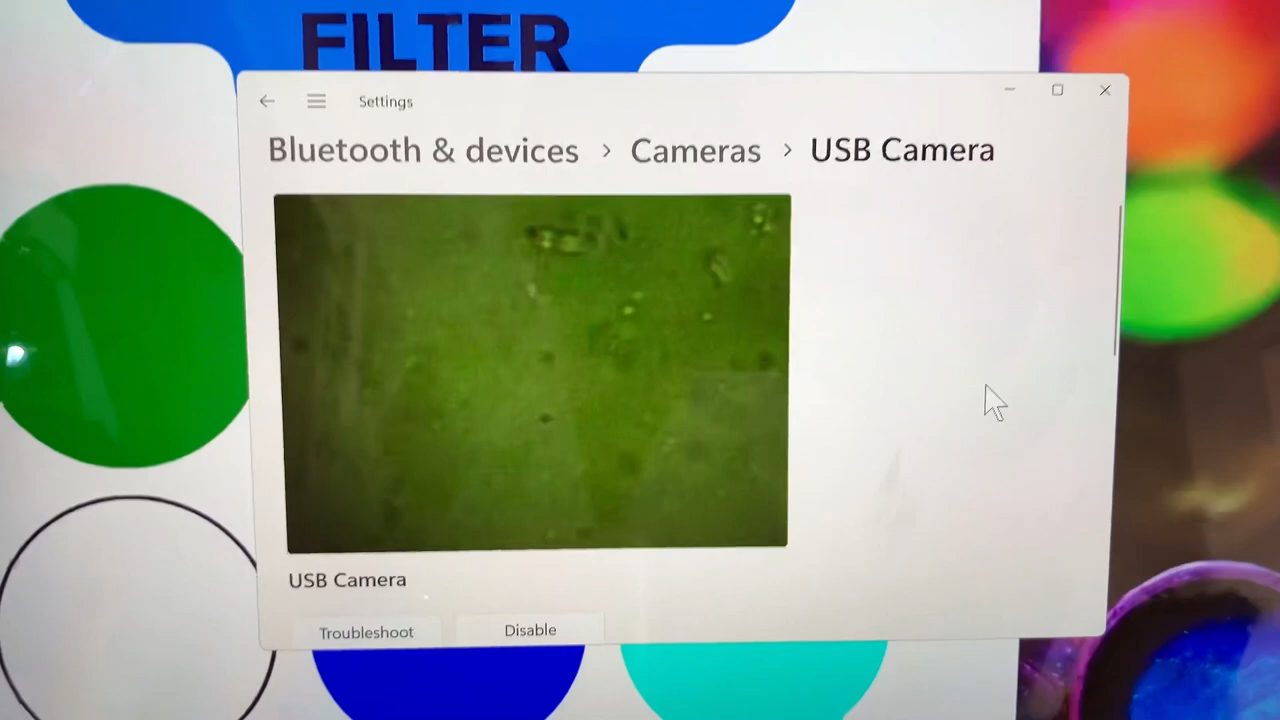 FILTER
Settings
Bluetooth & devices > Cameras > USB Camera
USB Camera
Troubleshoot
Disable